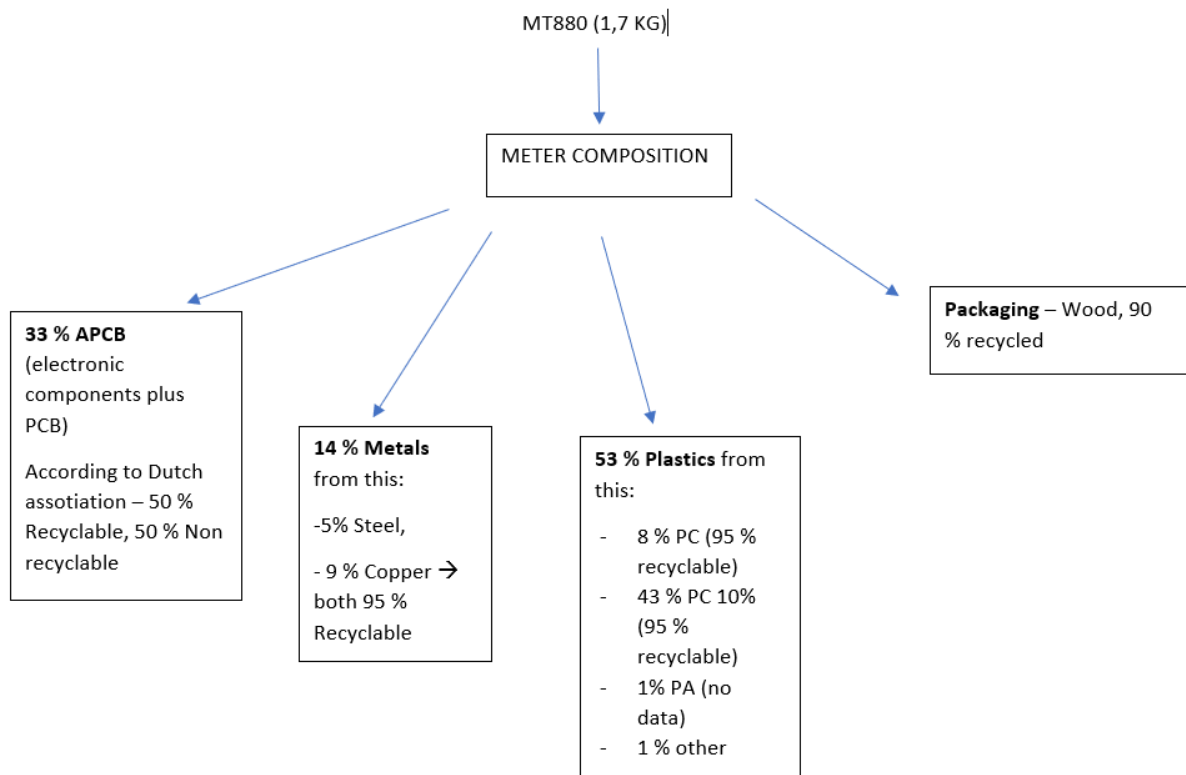 MT880 (1,7 KG)
METER COMPOSITION
33 % APCB
(electronic
components plus
PCB)
According to Dutch
assotiation – 50 %
Recyclable, 50 % Non
recyclable
14 % Metals
from this:
-5% Steel,
- 9 % Copper →
both 95 %
Recyclable
53 % Plastics from
this:
- 8 % PC (95 %
recyclable)
- 43 % PC 10%
(95 %
recyclable)
- 1% PA (no
data)
- 1 % other
Packaging – Wood, 90
% recycled